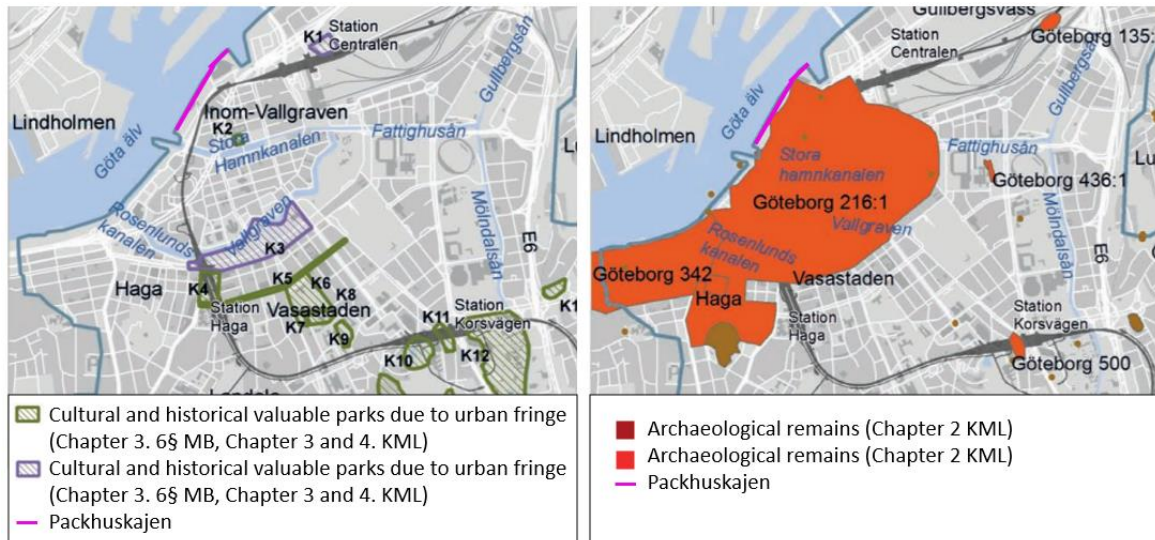 K1
Station
Centralen
Gullbergsån
Lindholmen
Göta älv
Inom-Vallgraven
K2
Stora
Hamnkanalen
Fattighusån
Rosenlunds
kanalen
Vallgraven
K3
Mölndalsån
E6
Haga
K4
K5
K6
K8
Station
Haga
Vasastaden
K7
K9
K11
Station
Korsvägen
K10
K12
K1
Cultural and historical valuable parks due to urban fringe
(Chapter 3. 6§ MB, Chapter 3 and 4. KML)
Cultural and historical valuable parks due to urban fringe
(Chapter 3. 6§ MB, Chapter 3 and 4. KML)
Packhuskajen
Gullbergsvass
Station
Centralen
Göteborg 135:
Gullbergsån
Lindholmen
Göta älv
Stora
hamnkanalen
Fattighusån
Lu
Göteborg 436:1
Göteborg 216:1
Vallgraven
Mölndalsån
Rosenlunds
kanalen
E6
Göteborg 342
Haga
Vasastaden
Station
Haga
Station
Korsvägen
Göteborg 500
Archaeological remains (Chapter 2 KML)
Archaeological remains (Chapter 2 KML)
Packhuskajen